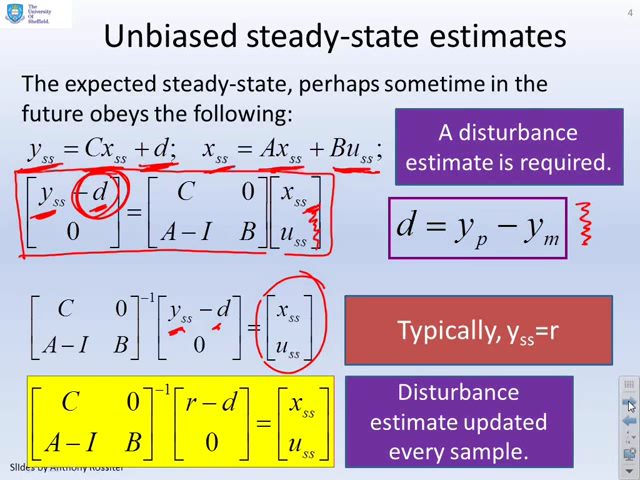 The University Of Sheffield.
4
Unbiased steady-state estimates
The expected steady-state, perhaps sometime in the
future obeys the following:
y_ss = Cx_ss + d; x_ss = Ax_ss + Bu_ss;
A disturbance
estimate is required.
[y_ss − d; 0] = [C 0; A − I B][x_ss; u_ss]
d = y_p − y_m
[C 0; A − I B]^−1 [y_ss − d; 0] = [x_ss; u_ss]
Typically, y_ss=r
[C 0; A − I B]^−1 [r − d; 0] = [x_ss; u_ss]
Disturbance
estimate updated
every sample.
Slides by Anthony Rossiter